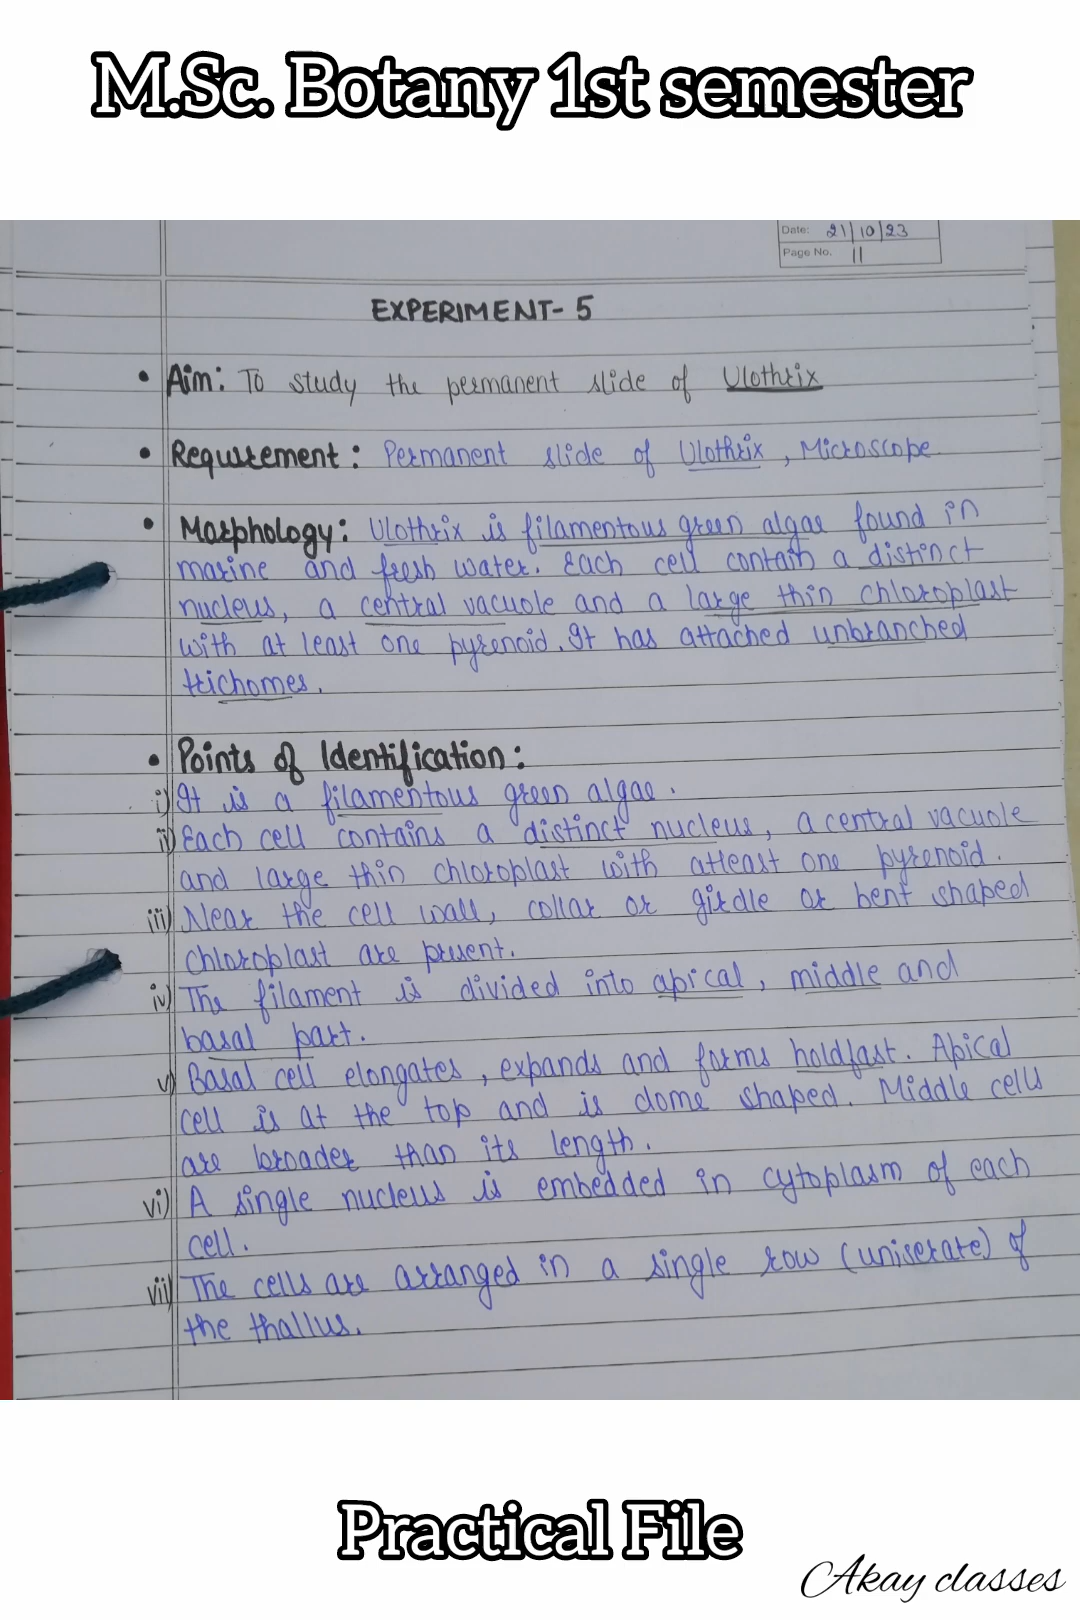 M.Sc. Botany 1st semester
Date: 21/10/23
Page No. 11
EXPERIMENT- 5
• Aim: To study the permanent slide of Ulothrix
• Requirement: Permanent slide of Ulothrix, Microscope
• Morphology: Ulothrix is filamentous green algae found in
marine and fresh water. Each cell contain a distinct
nucleus, a central vacuole and a large thin chloroplast
with at least one pyrenoid. It has attached unbranched
trichomes.
• Points of Identification:
i) It is a filamentous green algae.
ii) Each cell contains a distinct nucleus, a central vacuole
and large thin chloroplast with atleast one pyrenoid.
iii) Near the cell wall, collar or girdle or bent shaped
chloroplast are present.
iv) The filament is divided into apical, middle and
basal part.
v) Basal cell elongates, expands and forms holdfast. Apical
cell is at the top and is dome shaped. Middle cells
are broader than its length.
vi) A single nucleus is embedded in cytoplasm of each
cell.
vii) The cells are arranged in a single row (uniserate) of
the thallus.
Practical File
Akay classes